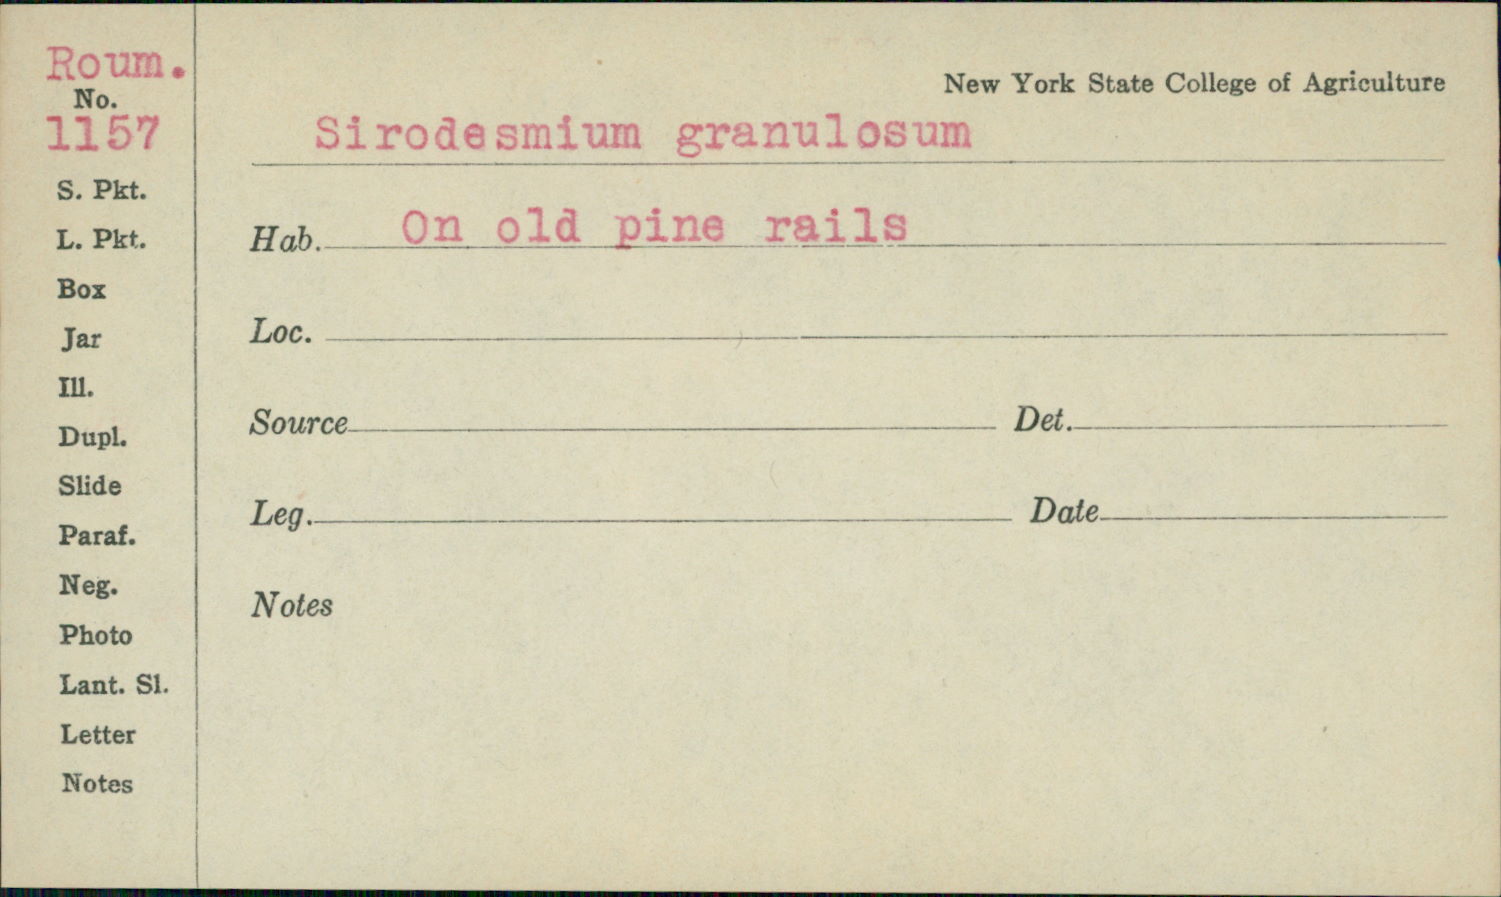 Roum.
No.
1157
S. Pkt.
L. Pkt.
Box
Jar
Ill.
Dupl.
Slide
Paraf.
Neg.
Photo
Lant. Sl.
Letter
Notes
New York State College of Agriculture
Sirodesmium granulosum
Hab. On old pine rails
Loc.
Source Det.
Leg. Date
Notes